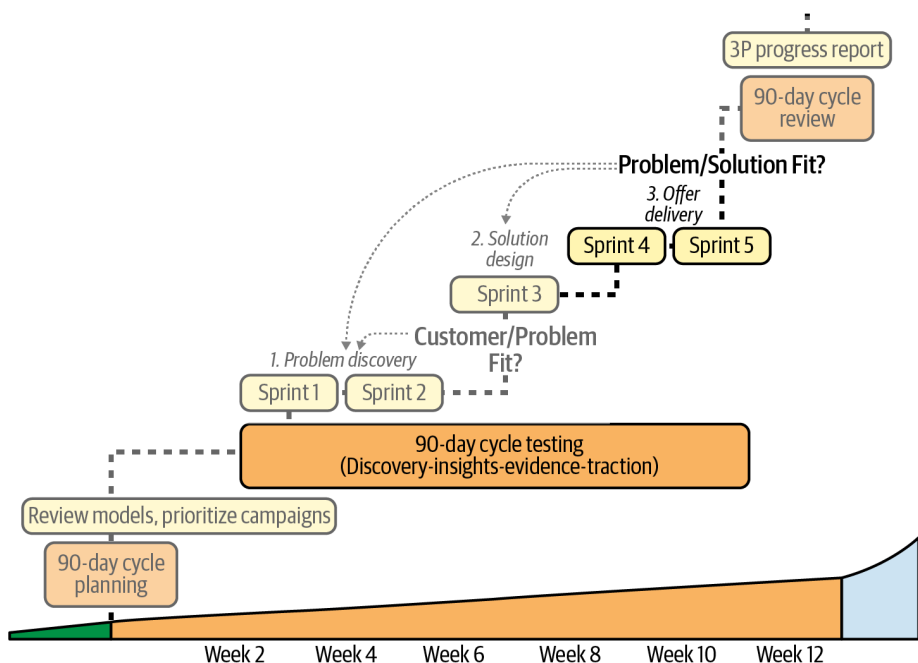 3P progress report
90-day cycle
review
Problem/Solution Fit?
3. Offer
delivery
2. Solution
design
Sprint 4
Sprint 5
Sprint 3
Customer/Problem
Fit?
1. Problem discovery
Sprint 1
Sprint 2
90-day cycle testing
(Discovery-insights-evidence-traction)
Review models, prioritize campaigns
90-day cycle
planning
Week 2
Week 4
Week 6
Week 8
Week 10
Week 12